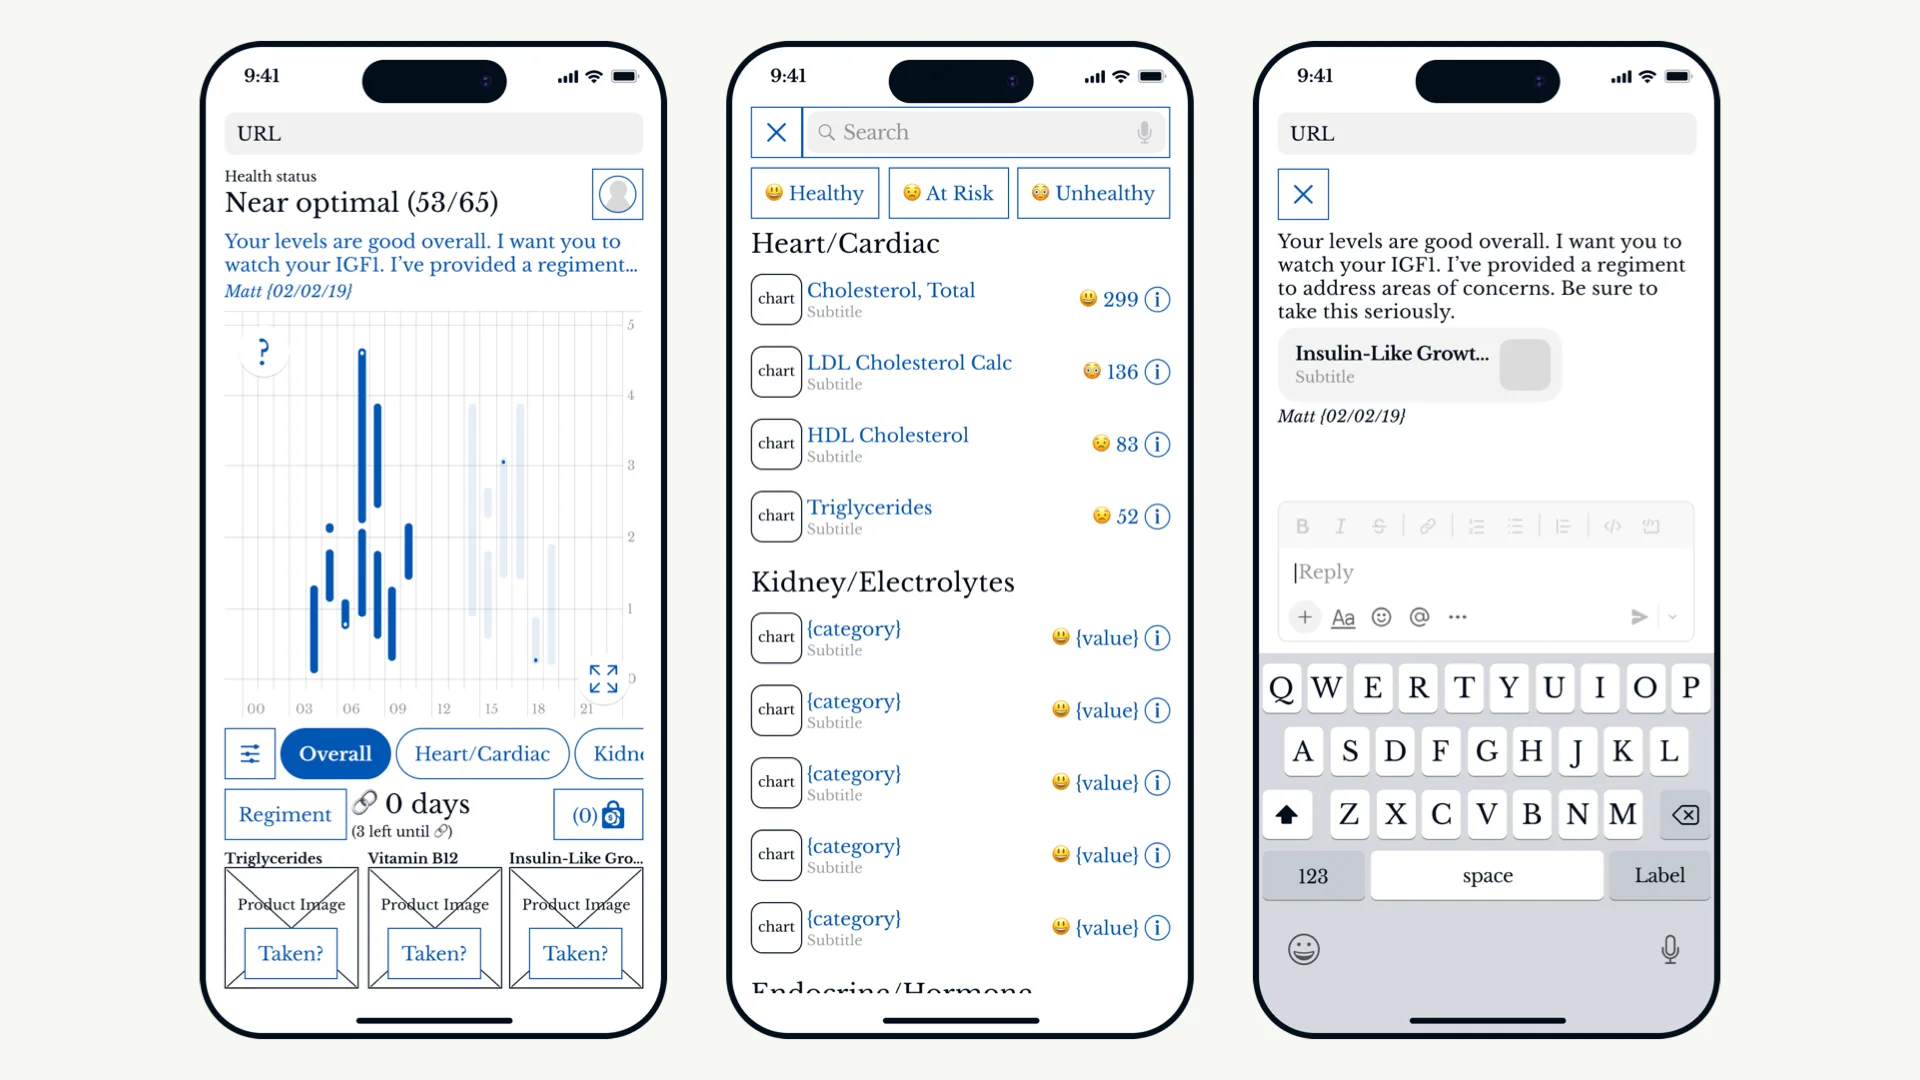 9:41
URL
Health status
Near optimal (53/65)
Your levels are good overall. I want you to
watch your IGF1. I’ve provided a regiment...
Matt {02/02/19}
?
5
4
3
2
1
0
00 03 06 09 12 15 18 21
Overall Heart/Cardiac Kidne
Regiment 0 days (0)
(3 left until )
Triglycerides Vitamin B12 Insulin-Like Gro...
Product Image Product Image Product Image
Taken? Taken? Taken?
9:41
Search
Healthy At Risk Unhealthy
Heart/Cardiac
chart Cholesterol, Total 299
Subtitle
chart LDL Cholesterol Calc 136
Subtitle
chart HDL Cholesterol 83
Subtitle
chart Triglycerides 52
Subtitle
Kidney/Electrolytes
chart {category} {value}
Subtitle
chart {category} {value}
Subtitle
chart {category} {value}
Subtitle
chart {category} {value}
Subtitle
chart {category} {value}
Subtitle
Endocrine/Hormone
9:41
URL
Your levels are good overall. I want you to
watch your IGF1. I’ve provided a regiment
to address areas of concerns. Be sure to
take this seriously.
Insulin-Like Growt...
Subtitle
Matt {02/02/19}
B I S
Reply
+ Aa @ ...
Q W E R T Y U I O P
A S D F G H J K L
Z X C V B N M
123 space Label